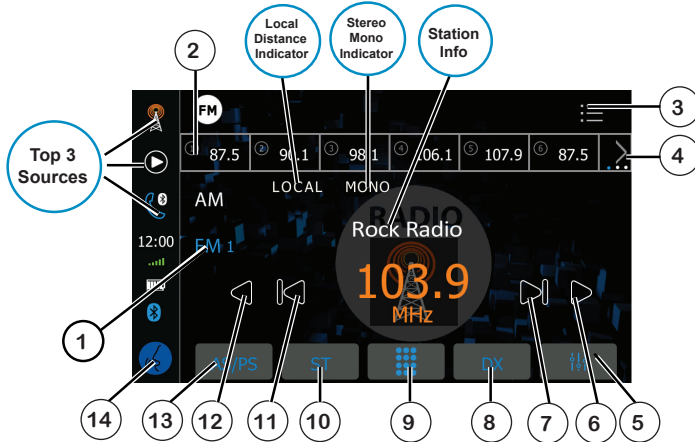 Local
Distance
Indicator
Stereo
Mono
Indicator
Station
Info
2
FM
3
1 87.5
2 90.1
3 98.1
4 106.1
5 107.9
6 87.5
4
Top 3
Sources
LOCAL
MONO
AM
RADIO
Rock Radio
12:00
FM 1
103.9
MHz
1
AS/PS
ST
DX
14
13
12
11
10
9
8
7
6
5